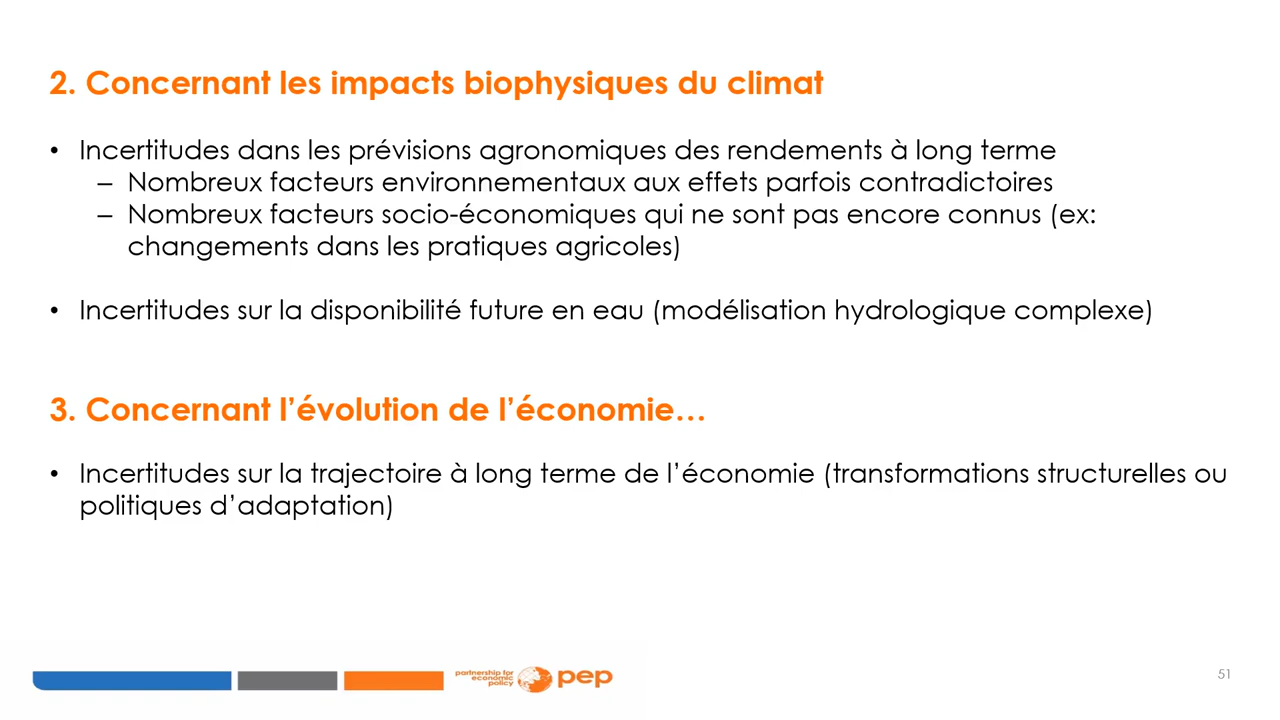 2. Concernant les impacts biophysiques du climat
• Incertitudes dans les prévisions agronomiques des rendements à long terme
– Nombreux facteurs environnementaux aux effets parfois contradictoires
– Nombreux facteurs socio-économiques qui ne sont pas encore connus (ex:
changements dans les pratiques agricoles)
• Incertitudes sur la disponibilité future en eau (modélisation hydrologique complexe)
3. Concernant l’évolution de l’économie…
• Incertitudes sur la trajectoire à long terme de l’économie (transformations structurelles ou
politiques d’adaptation)
partnership for
economic
policy
pep
51